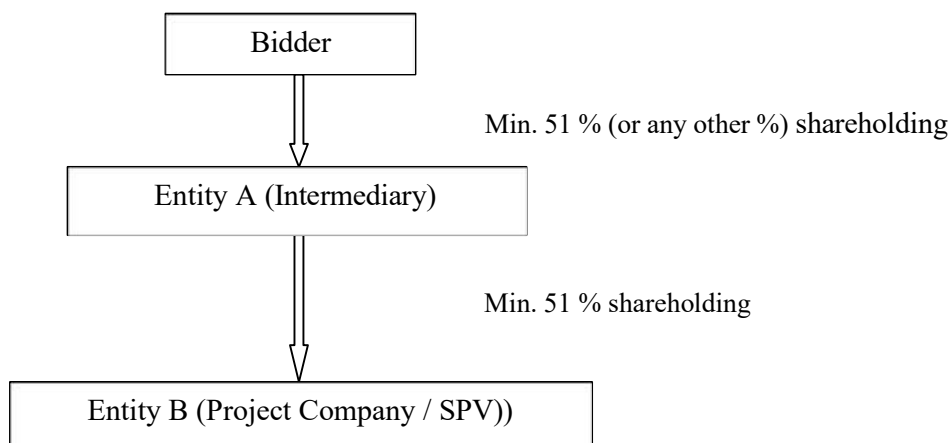 Bidder
Min. 51 % (or any other %) shareholding
Entity A (Intermediary)
Min. 51 % shareholding
Entity B (Project Company / SPV))